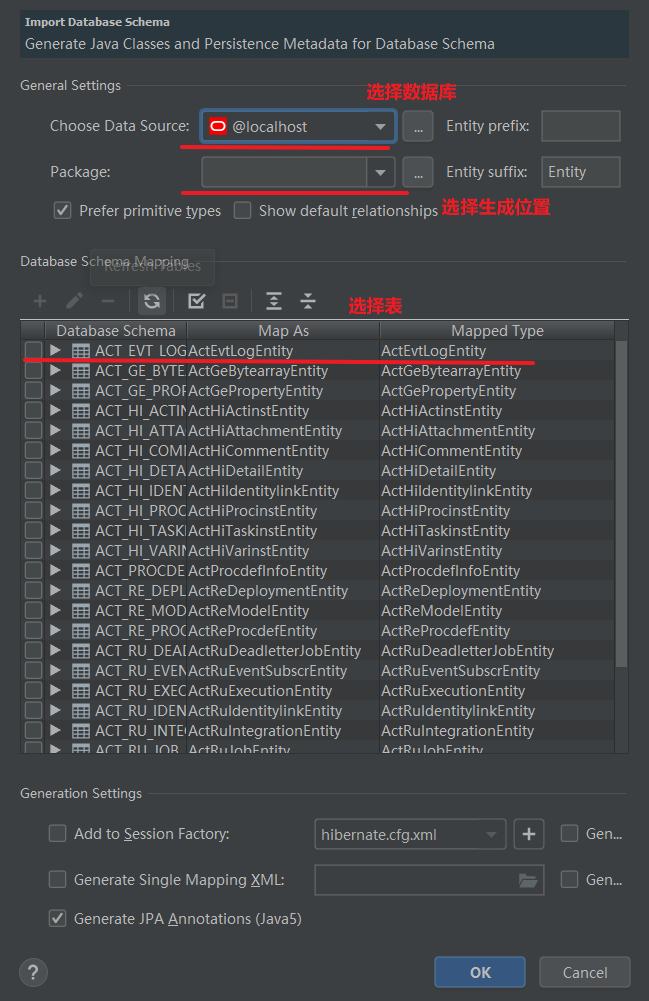 Import Database Schema
Generate Java Classes and Persistence Metadata for Database Schema
General Settings
选择数据库
Choose Data Source: @localhost ... Entity prefix:
Package: ... Entity suffix: Entity
Prefer primitive types Show default relationships 选择生成位置
Database Schema Mapping
Refresh Tables
选择表
Database Schema Map As Mapped Type
ACT_EVT_LOG ActEvtLogEntity ActEvtLogEntity
ACT_GE_BYTE ActGeBytearrayEntity ActGeBytearrayEntity
ACT_GE_PROP ActGePropertyEntity ActGePropertyEntity
ACT_HI_ACTIN ActHiActinstEntity ActHiActinstEntity
ACT_HI_ATTA ActHiAttachmentEntity ActHiAttachmentEntity
ACT_HI_COM ActHiCommentEntity ActHiCommentEntity
ACT_HI_DETA ActHiDetailEntity ActHiDetailEntity
ACT_HI_IDENT ActHiIdentitylinkEntity ActHiIdentitylinkEntity
ACT_HI_PROC ActHiProcinstEntity ActHiProcinstEntity
ACT_HI_TASK ActHiTaskinstEntity ActHiTaskinstEntity
ACT_HI_VARIN ActHiVarinstEntity ActHiVarinstEntity
ACT_PROCDE ActProcdefInfoEntity ActProcdefInfoEntity
ACT_RE_DEPL ActReDeploymentEntity ActReDeploymentEntity
ACT_RE_MOD ActReModelEntity ActReModelEntity
ACT_RE_PROC ActReProcdefEntity ActReProcdefEntity
ACT_RU_DEAD ActRuDeadletterJobEntity ActRuDeadletterJobEntity
ACT_RU_EVEN ActRuEventSubscrEntity ActRuEventSubscrEntity
ACT_RU_EXEC ActRuExecutionEntity ActRuExecutionEntity
ACT_RU_IDEN ActRuIdentitylinkEntity ActRuIdentitylinkEntity
ACT_RU_INTE ActRuIntegrationEntity ActRuIntegrationEntity
ACT_RU_JOB ActRuJobEntity ActRuJobEntity
Generation Settings
Add to Session Factory: hibernate.cfg.xml Gen...
Generate Single Mapping XML: Gen...
Generate JPA Annotations (Java5)
? OK Cancel